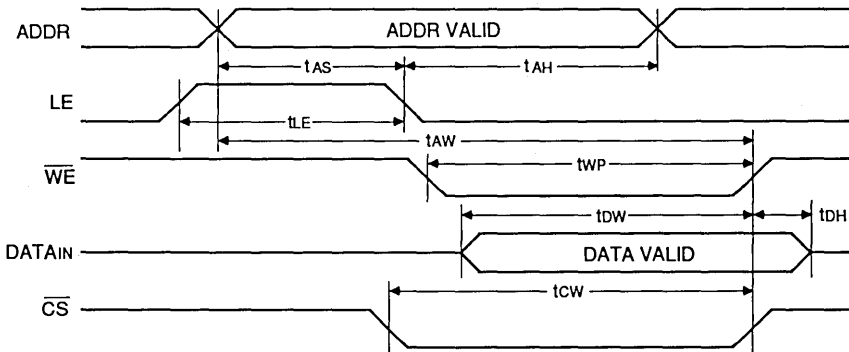 ADDR ADDR VALID
tAS tAH
LE
tLE
tAW
WE tWP
tDW tDH
DATAIN DATA VALID
tCW
CS